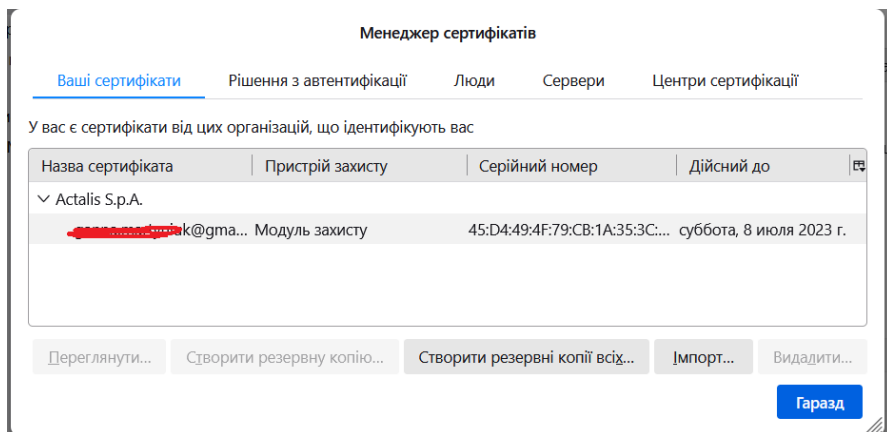 Менеджер сертифікатів
Ваші сертифікати Рішення з автентифікації Люди Сервери Центри сертифікації
У вас є сертифікати від цих організацій, що ідентифікують вас
Назва сертифіката Пристрій захисту Серійний номер Дійсний до
Actalis S.p.A.
k@gma... Модуль захисту 45:D4:49:4F:79:CB:1A:35:3C:... суббота, 8 июля 2023 г.
Переглянути... Створити резервну копію... Створити резервні копії всіх... Імпорт... Видалити...
Гаразд